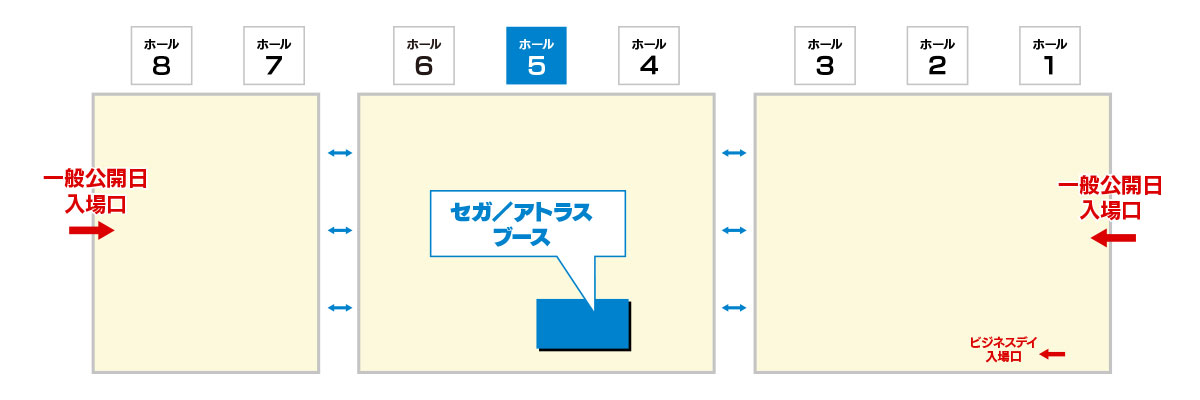 ホール
8
ホール
7
ホール
6
ホール
5
ホール
4
ホール
3
ホール
2
ホール
1
一般公開日
入場口
セガ／アトラス
ブース
一般公開日
入場口
ビジネスデイ
入場口